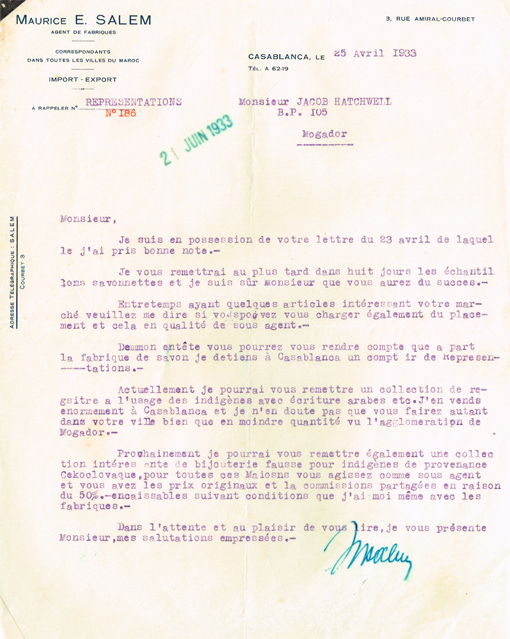 MAURICE E. SALEM
AGENT DE FABRIQUES
CORRESPONDANTS
DANS TOUTES LES VILLES DU MAROC
IMPORT - EXPORT
3, RUE AMIRAL-COURBET
CASABLANCA, LE 25 Avril 1933
TÉL. A 62-19
REPRESENTATIONS
A RAPPELER N°
N° 186
Monsieur JACOB HATCHWELL
B.P. 105
Mogador
21 JUIN 1933
ADRESSE TÉLÉGRAPHIQUE : SALEM
COURBET 3
Monsieur,
Je suis en possession de votre lettre du 23 avril de laquel
le j'ai pris bonne note.-
Je vous remettrai au plus tard dans huit jours les échantil
lons savonnettes et je suis sûr Monsieur que vous aurez du succes.-
Entretemps ayant quelques articles intéressant votre mar-
ché veuillez me dire si vous pouvez vous charger également du place-
ment et cela en qualité de sous agent.-
Demmon entête vous pourrez vous rendre compte que a part
la fabrique de savon je detiens à Casablanca un compt ir de Represen-
----tations.-
Actuellement je pourrai vous remettre un collection de re-
gsitre a l'usage des indigènes avec écriture arabes etc.J'en vends
enormement à Casablanca et je n'en doute pas que vous fairez autant
dans votre ville bien que en moindre quantité vu l'agglomeration de
Mogador.-
Prochainement je pourrai vous remettre également une collec
ction intéres ante de bijouterie fausse pour indigènes de provenance
Cekoclovaque,pour toutes ces Maisons vous agissez comme sous agent
et vous avez les prix originaux et la commissions partagées en raison
du 50%.-encaissables suivant conditions que j'ai moi même avec les
fabriques.-
Dans l'attente et au plaisir de vous lire,je vous présente
Monsieur,mes salutations empressées.-